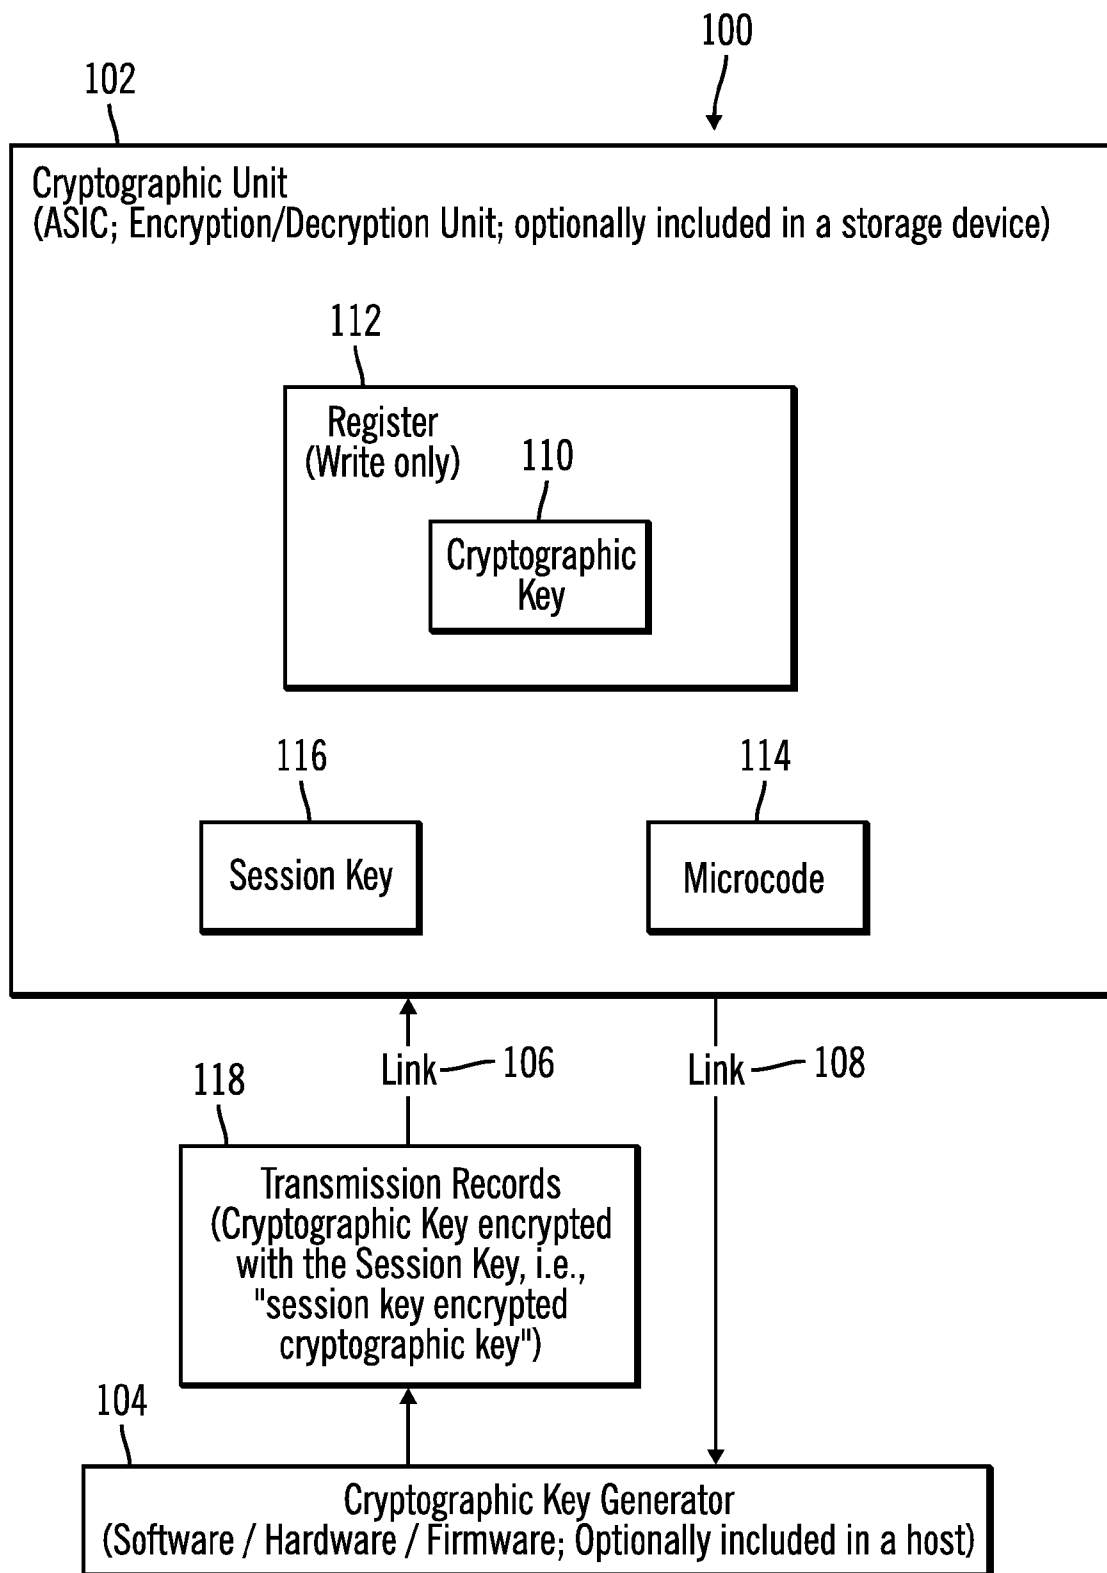 100
102
Cryptographic Unit
(ASIC; Encryption/Decryption Unit; optionally included in a storage device)
112
Register
(Write only)
110
Cryptographic
Key
116
114
Session Key
Microcode
Link 106
Link 108
118
Transmission Records
(Cryptographic Key encrypted
with the Session Key, i.e.,
"session key encrypted
cryptographic key")
104
Cryptographic Key Generator
(Software / Hardware / Firmware; Optionally included in a host)